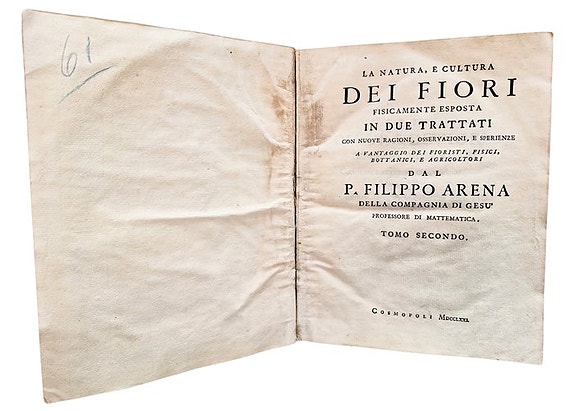 61
LA NATURA, E CULTURA
DEI FIORI
FISICAMENTE ESPOSTA
IN DUE TRATTATI
CON NUOVE RAGIONI, OSSERVAZIONI, E SPERIENZE
A VANTAGGIO DEI FIORISTI, FISICI,
BOTTANICI, E AGRICOLTORI
DAL
P. FILIPPO ARENA
DELLA COMPAGNIA DI GESU'
PROFESSORE DI MATTEMATICA.
TOMO SECONDO.
COSMOPOLI MDCCLXXI.